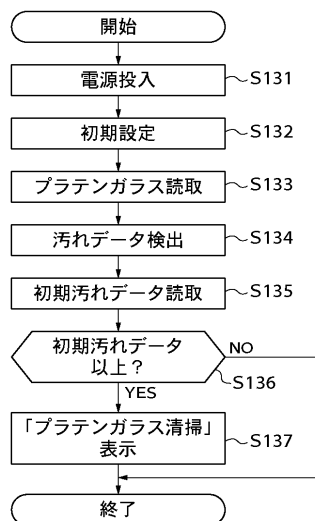 開始
電源投入 S131
初期設定 S132
プラテンガラス読取 S133
汚れデータ検出 S134
初期汚れデータ読取 S135
初期汚れデータ
以上？
NO
S136
YES
「プラテンガラス清掃」
表示
S137
終了